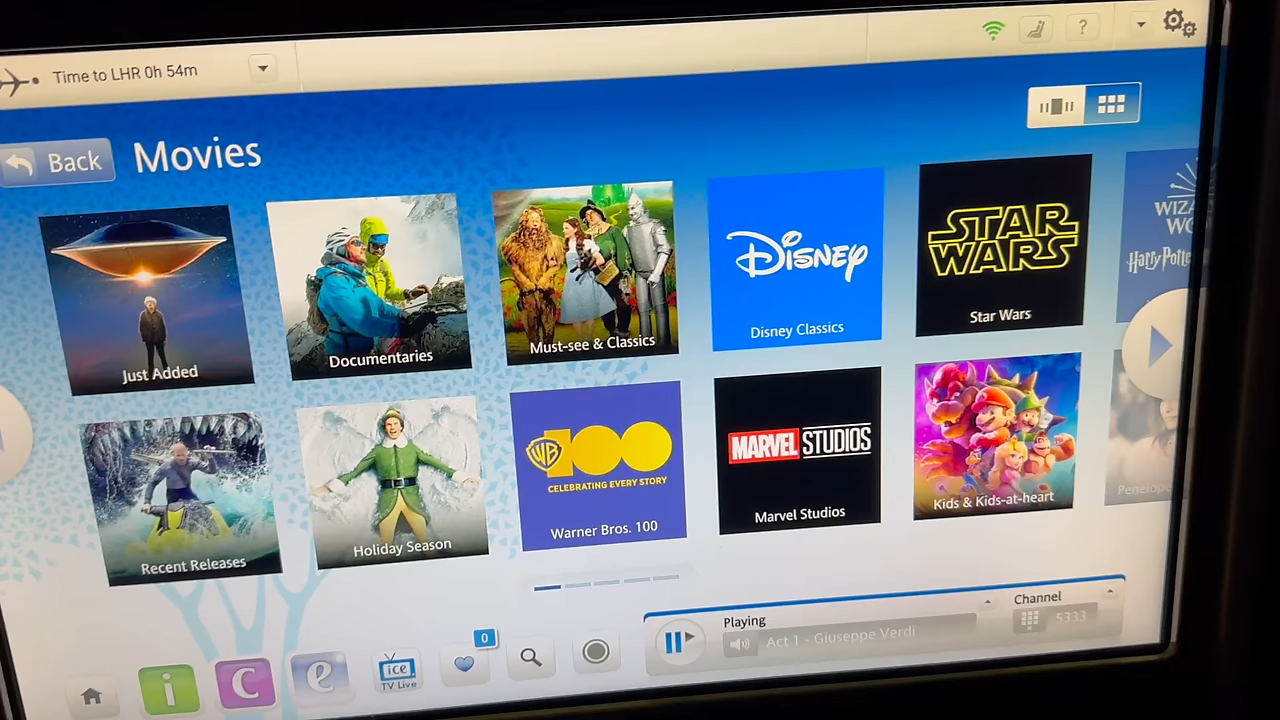 Time to LHR 0h 54m
?
Back
Movies
Just Added
Documentaries
Must-see & Classics
Disney
Disney Classics
STAR
WARS
Star Wars
Harry Potter
Recent Releases
Holiday Season
WB 100
CELEBRATING EVERY STORY
Warner Bros. 100
MARVEL STUDIOS
Marvel Studios
Kids & Kids-at-heart
Penelope
i
c
e
ice
TV Live
0
Playing
Act 1 - Giuseppe Verdi
Channel
5333